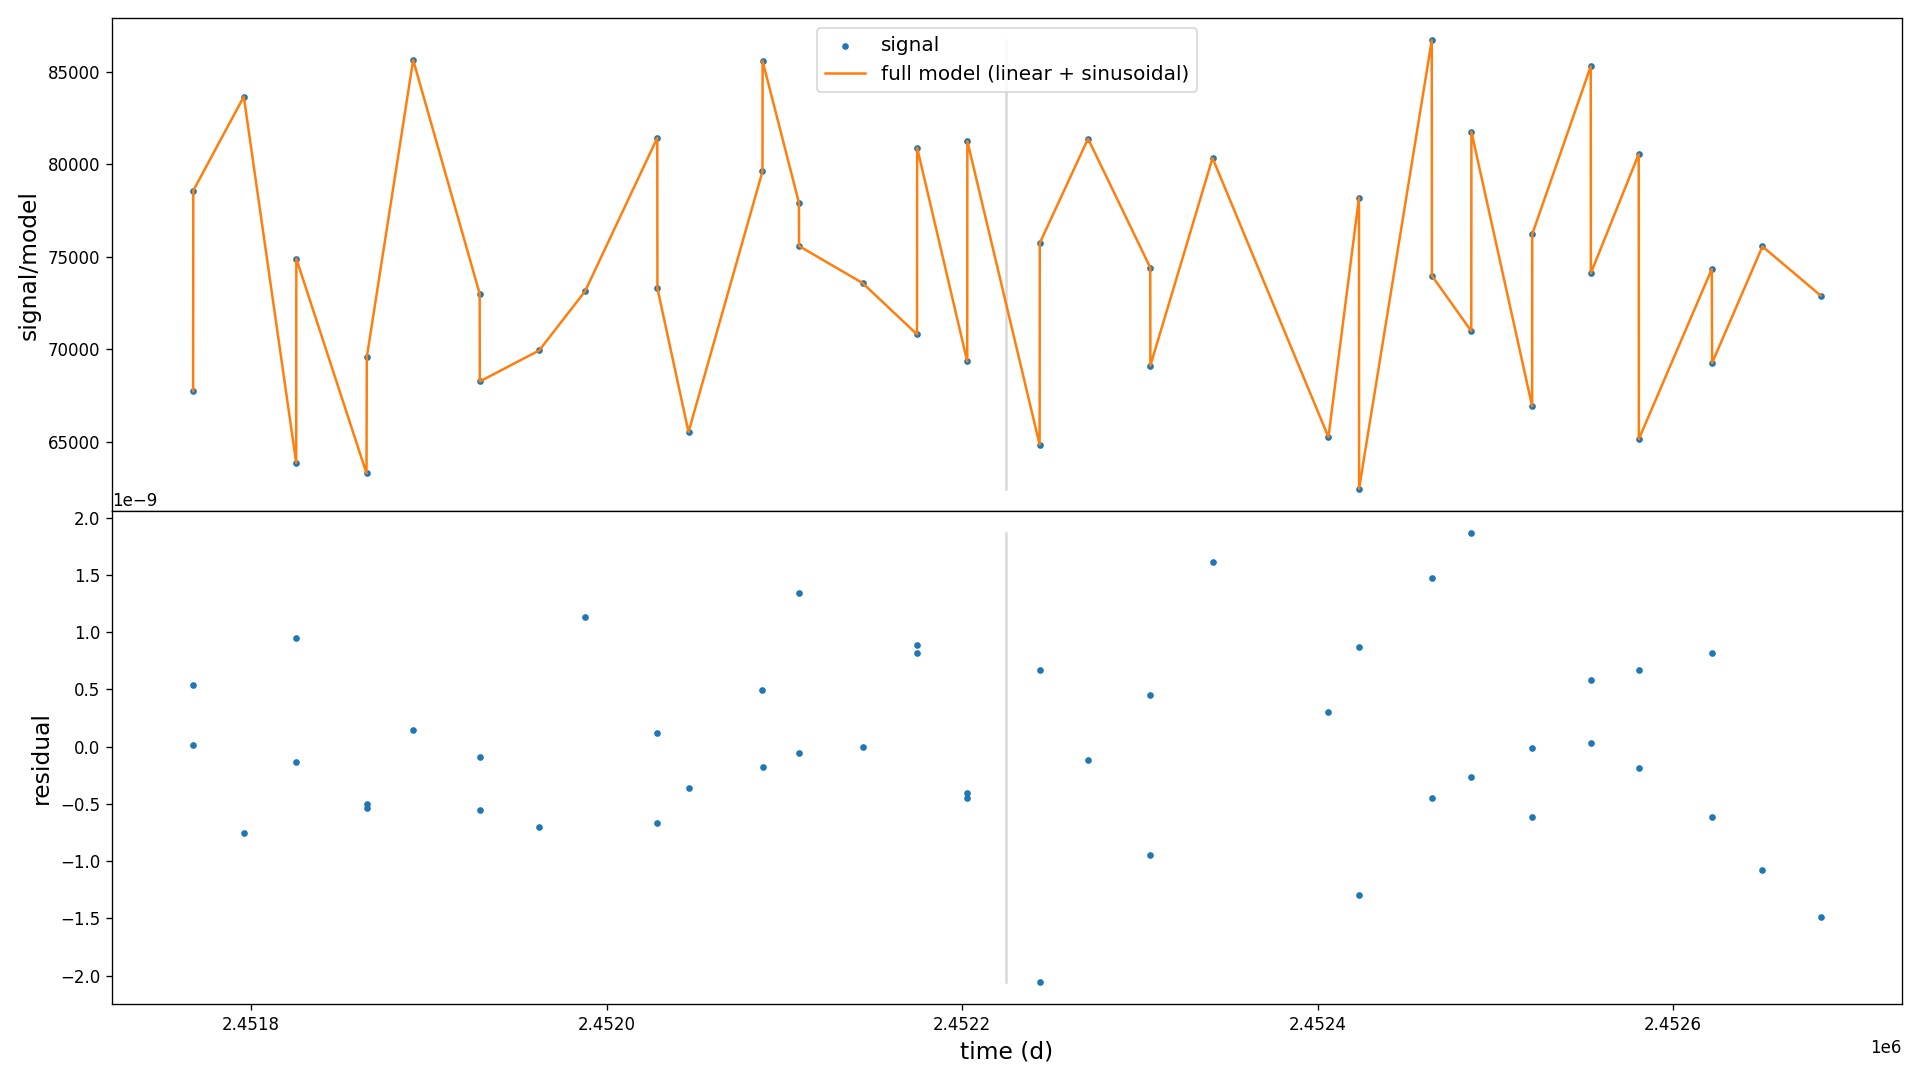 signal
full model (linear + sinusoidal)
85000
80000
75000
70000
65000
signal/model
1e−9
2.0
1.5
1.0
0.5
0.0
−0.5
−1.0
−1.5
−2.0
residual
2.4518
2.4520
2.4522
2.4524
2.4526
1e6
time (d)